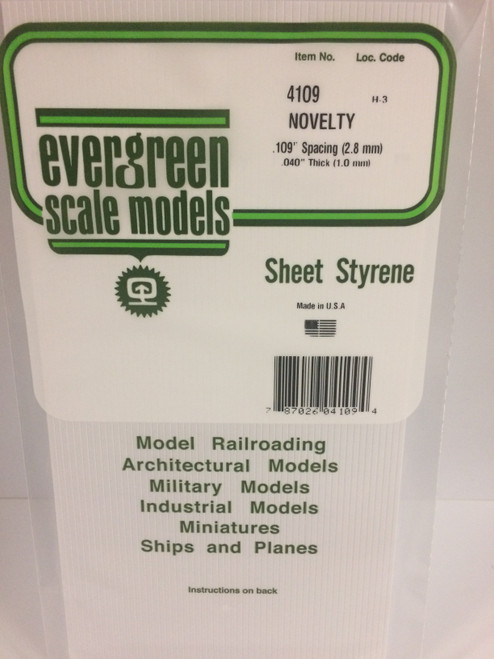 Item No. Loc. Code
4109 H-3
NOVELTY
.109" Spacing (2.8 mm)
.040" Thick (1.0 mm)
evergreen
scale models
Sheet Styrene
Made in U.S.A
7 87026 04109 4
Model Railroading
Architectural Models
Military Models
Industrial Models
Miniatures
Ships and Planes
Instructions on back